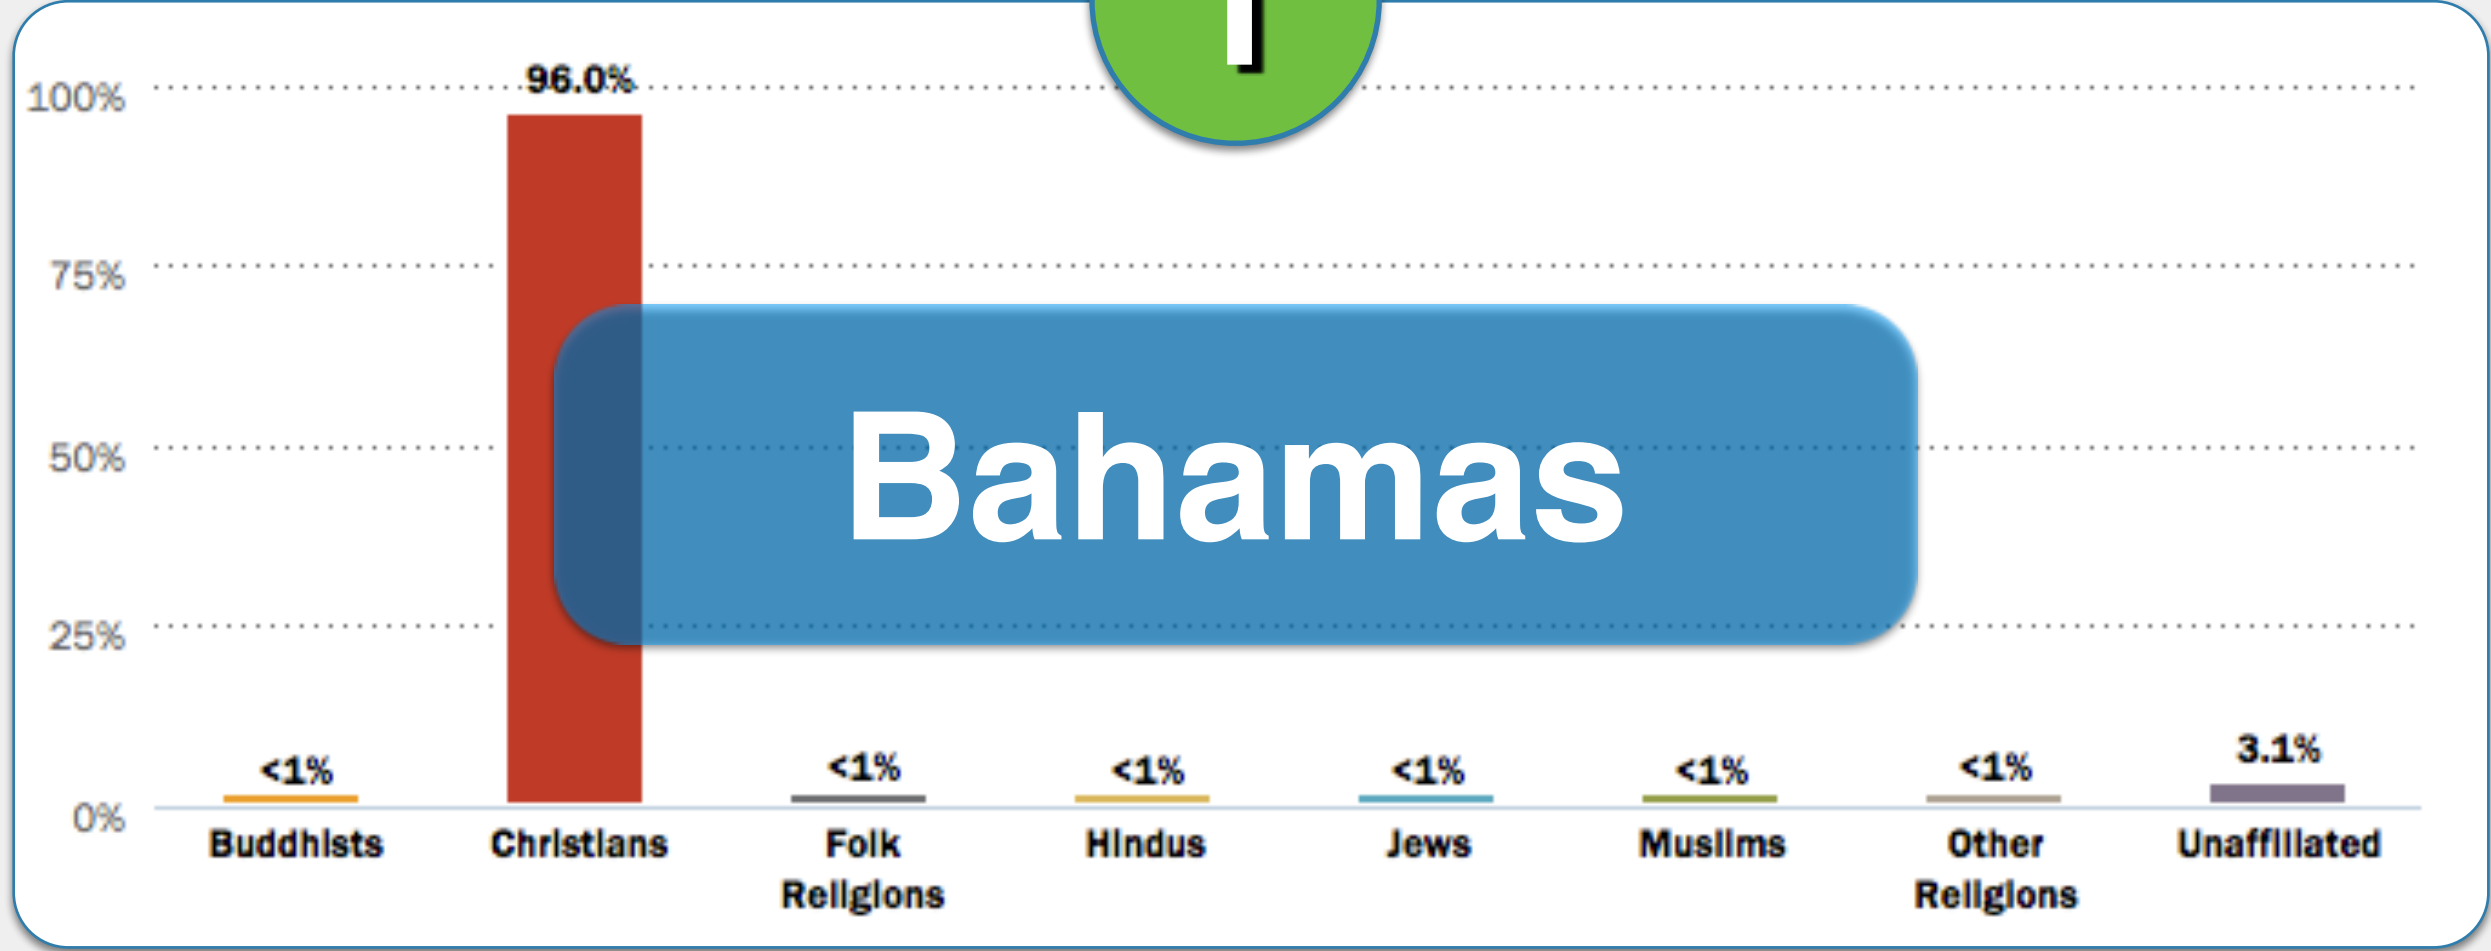 100%
96.0%
75%
50%
25%
0%
Bahamas
<1%
<1%
<1%
<1%
<1%
<1%
3.1%
Buddhists
Christians
Folk
Religions
Hindus
Jews
Muslims
Other
Religions
Unaffiliated